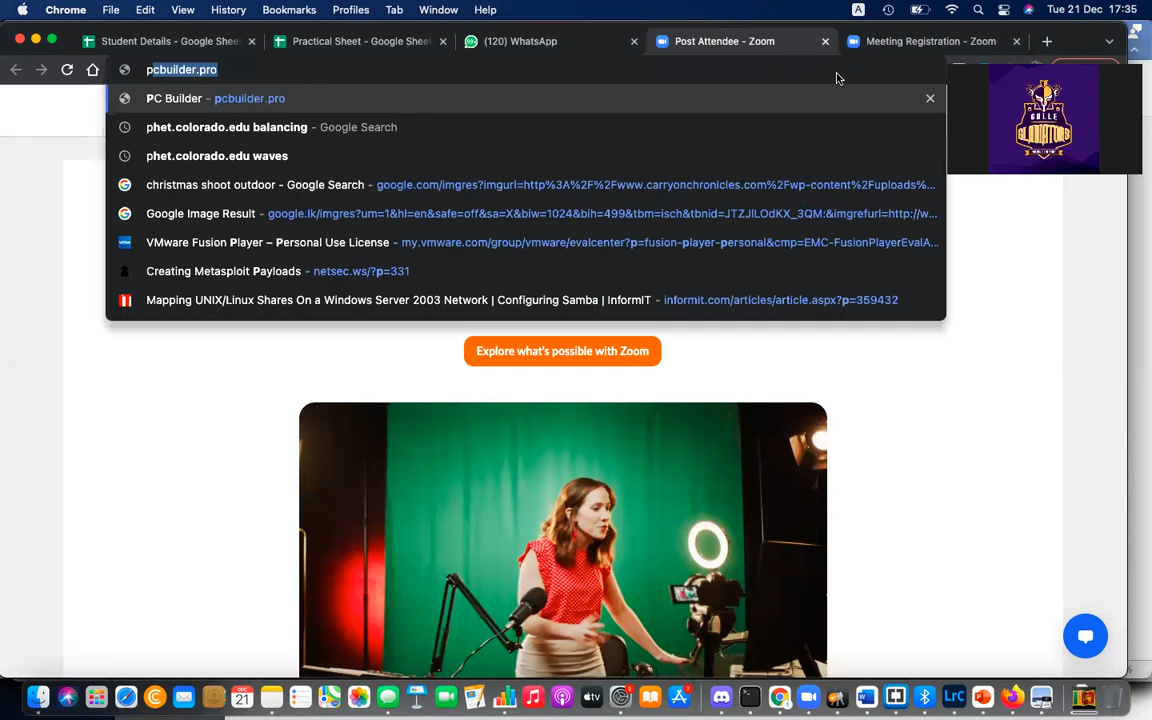 Chrome File Edit View History Bookmarks Profiles Tab Window Help A Tue 21 Dec 17:35
Student Details - Google Shee Practical Sheet - Google Sheet (120) WhatsApp Post Attendee - Zoom Meeting Registration - Zoom
pcbuilder.pro
PC Builder - pcbuilder.pro
phet.colorado.edu balancing - Google Search
phet.colorado.edu waves
christmas shoot outdoor - Google Search - google.com/imgres?imgurl=http%3A%2F%2Fwww.carryonchronicles.com%2Fwp-content%2Fuploads%...
Google Image Result - google.lk/imgres?um=1&hl=en&safe=off&sa=X&biw=1024&bih=499&tbm=isch&tbnid=JTZJlLOdKX_3QM:&imgrefurl=http://w...
VMware Fusion Player – Personal Use License - my.vmware.com/group/vmware/evalcenter?p=fusion-player-personal&cmp=EMC-FusionPlayerEvalA...
Creating Metasploit Payloads - netsec.ws/?p=331
Mapping UNIX/Linux Shares On a Windows Server 2003 Network | Configuring Samba | InformIT - informit.com/articles/article.aspx?p=359432
GALLE
GLADIATORS
Explore what's possible with Zoom
DEC
21
tv
LrC